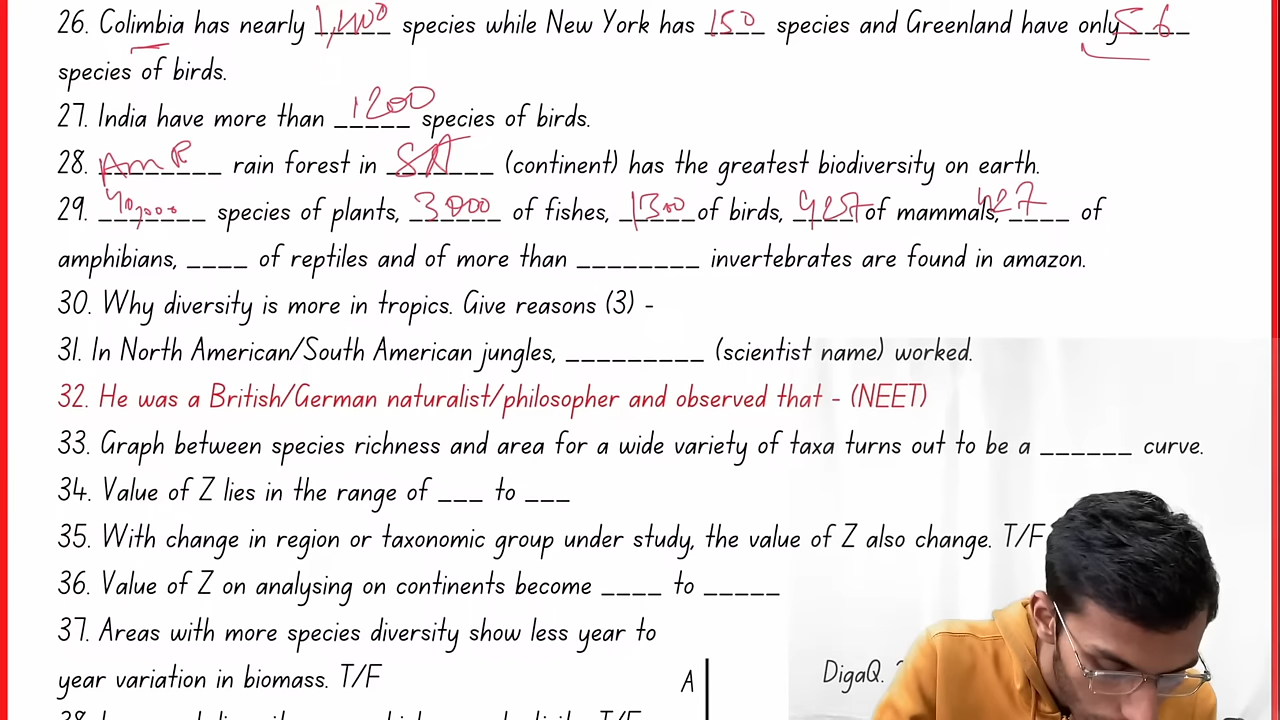 26. Colimbia has nearly 1,400 species while New York has 150 species and Greenland have only 56
species of birds.
27. India have more than 1200 species of birds.
28. Am R rain forest in SA (continent) has the greatest biodiversity on earth.
29. 40,000 species of plants, 3000 of fishes, 1300 of birds, 427 of mammals, 427 of
amphibians, ____ of reptiles and of more than ________ invertebrates are found in amazon.
30. Why diversity is more in tropics. Give reasons (3) -
31. In North American/South American jungles, _________ (scientist name) worked.
32. He was a British/German naturalist/philosopher and observed that - (NEET)
33. Graph between species richness and area for a wide variety of taxa turns out to be a ______ curve.
34. Value of Z lies in the range of ___ to ___
35. With change in region or taxonomic group under study, the value of Z also change. T/F
36. Value of Z on analysing on continents become ____ to _____
37. Areas with more species diversity show less year to
year variation in biomass. T/F
A
DigaQ.